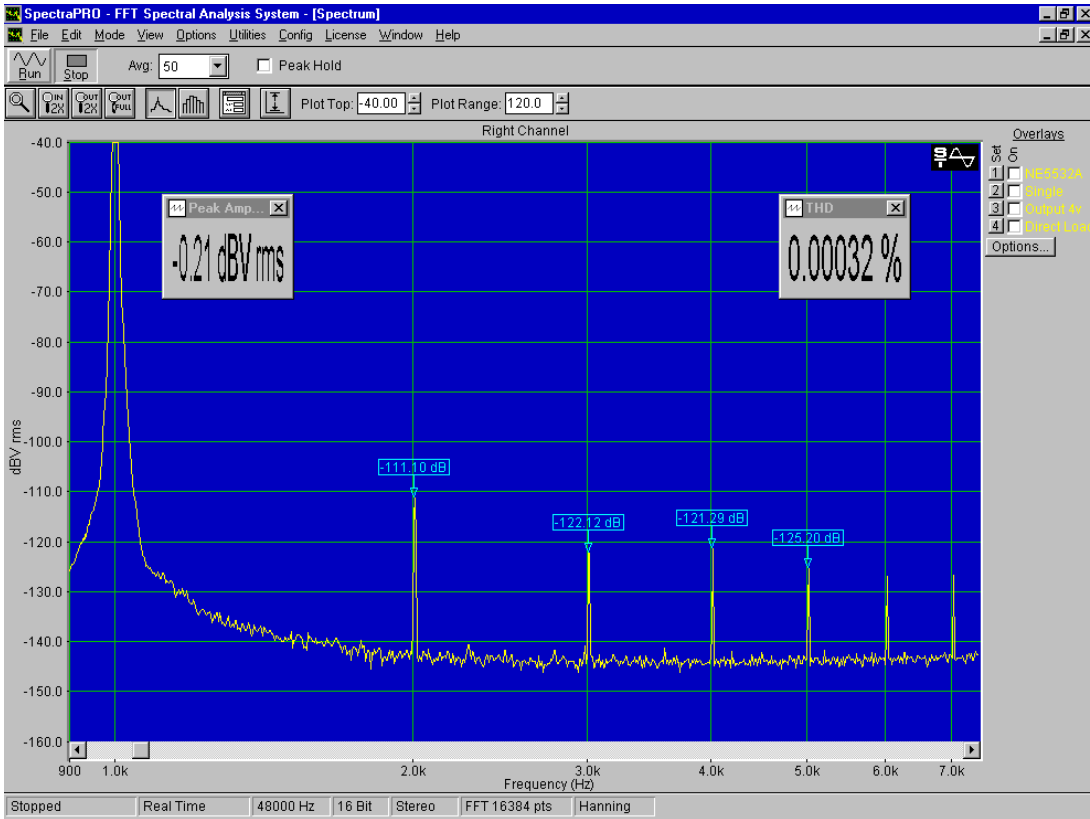 SpectraPRO - FFT Spectral Analysis System - [Spectrum]
File Edit Mode View Options Utilities Config License Window Help
Run Stop Avg: 50 Peak Hold
IN 2X OUT 2X OUT FULL Plot Top: -40.00 Plot Range: 120.0
Right Channel
Overlays
Set On
1 NE5532A
2 Single
3 Output 4v
4 Direct Load
Options...
Peak Amp...
-0.21 dBV rms
THD
0.00032 %
dBV rms
-40.0
-50.0
-60.0
-70.0
-80.0
-90.0
-100.0
-110.0
-120.0
-130.0
-140.0
-150.0
-160.0
-111.10 dB
-122.12 dB
-121.29 dB
-125.20 dB
900 1.0k 2.0k 3.0k 4.0k 5.0k 6.0k 7.0k
Frequency (Hz)
Stopped Real Time 48000 Hz 16 Bit Stereo FFT 16384 pts Hanning